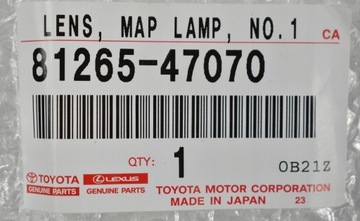 LENS, MAP LAMP, NO.1 CA
81265-47070
QTY: 1 OB21Z
TOYOTA LEXUS
GENUINE PARTS GENUINE PARTS
TOYOTA MOTOR CORPORATION
MADE IN JAPAN 23